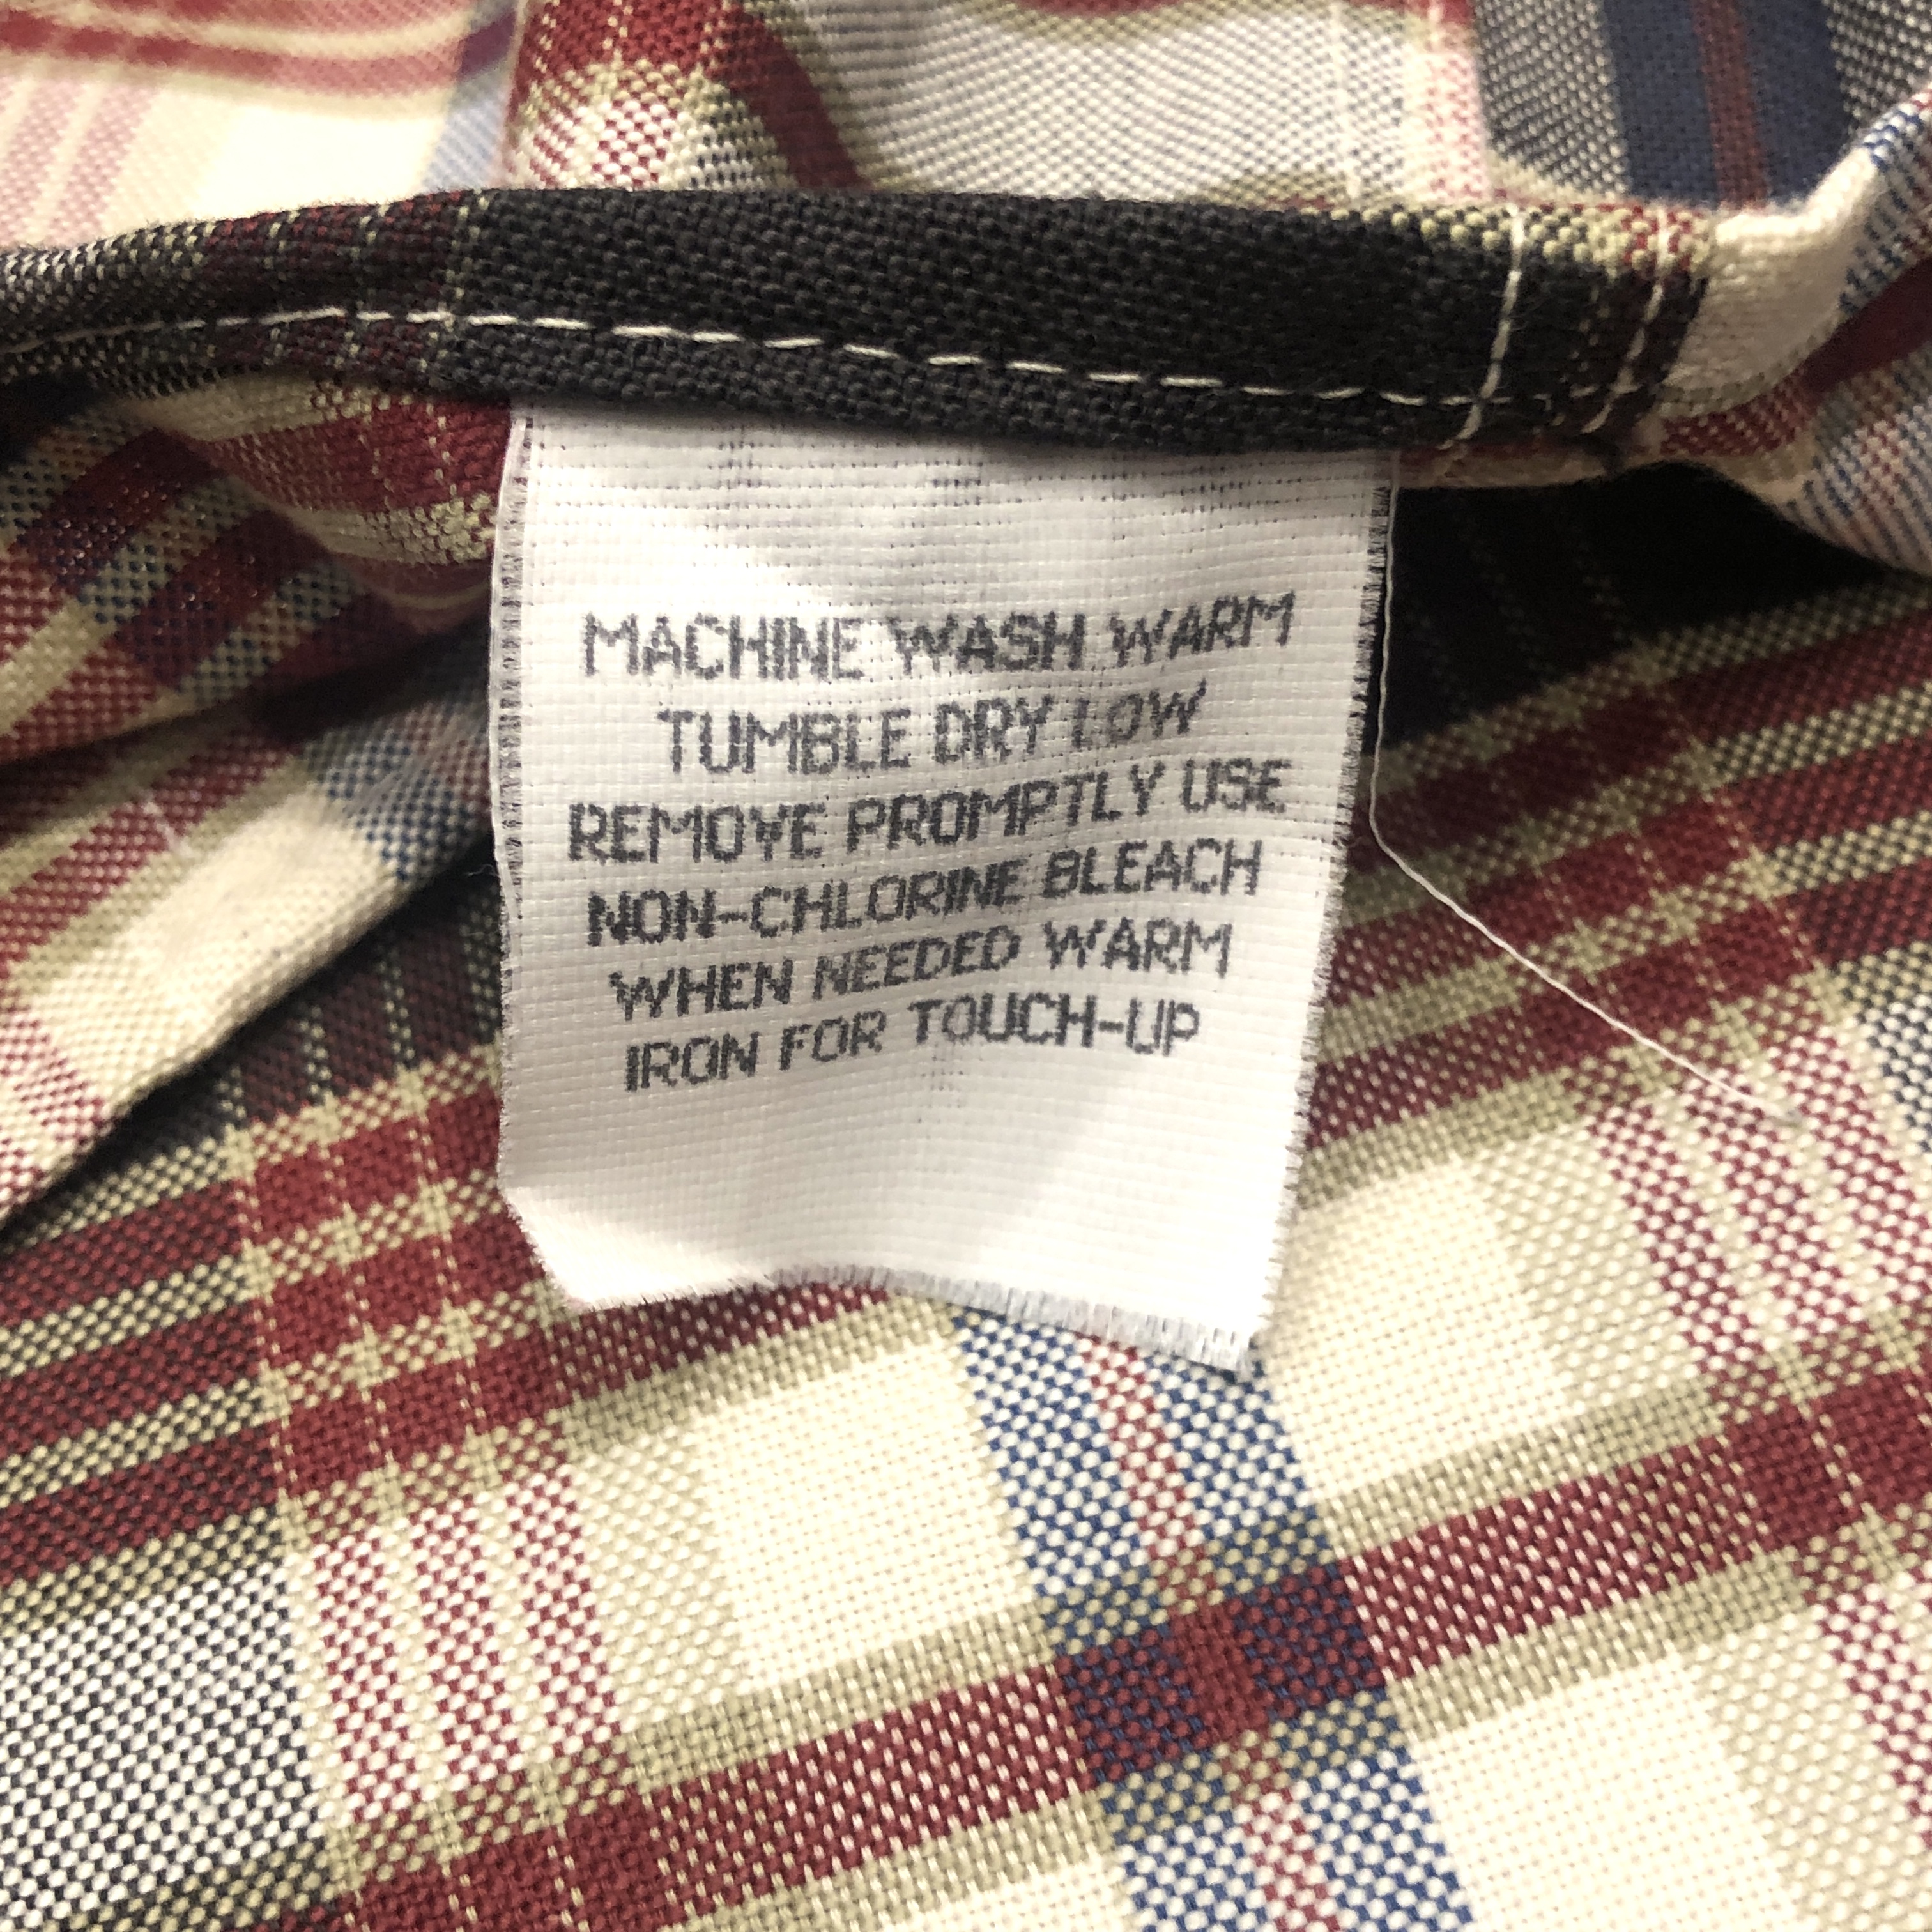 MACHINE WASH WARM
TUMBLE DRY LOW
REMOVE PROMPTLY USE
NON-CHLORINE BLEACH
WHEN NEEDED WARM
IRON FOR TOUCH-UP